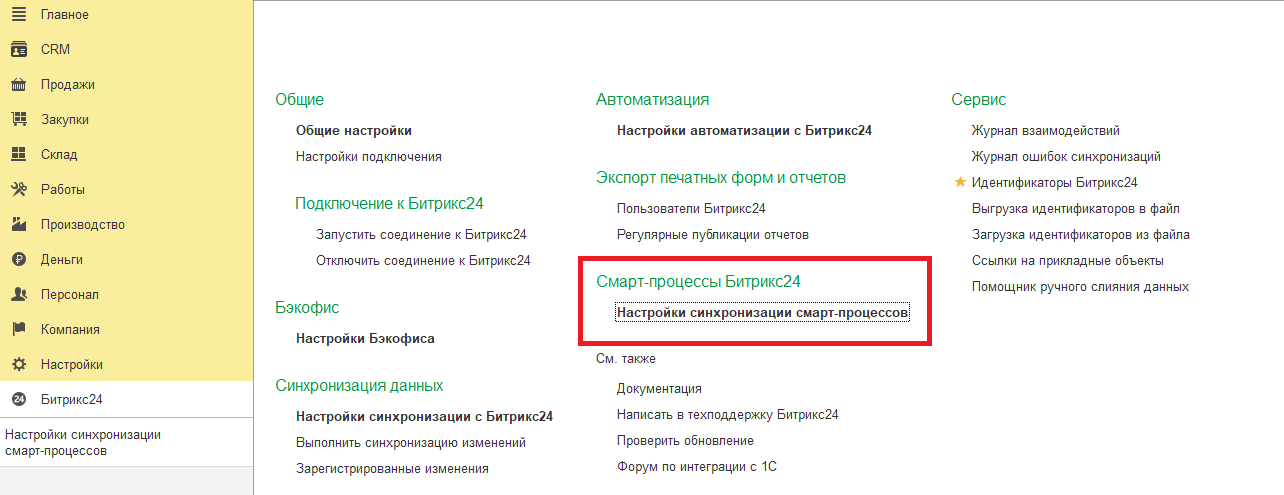 Главное
CRM
Продажи
Закупки
Склад
Работы
Производство
Деньги
Персонал
Компания
Настройки
24 Битрикс24
Настройки синхронизации
смарт-процессов
Общие
Общие настройки
Настройки подключения
Подключение к Битрикс24
Запустить соединение к Битрикс24
Отключить соединение к Битрикс24
Бэкофис
Настройки Бэкофиса
Синхронизация данных
Настройки синхронизации с Битрикс24
Выполнить синхронизацию изменений
Зарегистрированные изменения
Автоматизация
Настройки автоматизации с Битрикс24
Экспорт печатных форм и отчетов
Пользователи Битрикс24
Регулярные публикации отчетов
Смарт-процессы Битрикс24
Настройки синхронизации смарт-процессов
См. также
Документация
Написать в техподдержку Битрикс24
Проверить обновление
Форум по интеграции с 1С
Сервис
Журнал взаимодействий
Журнал ошибок синхронизаций
Идентификаторы Битрикс24
Выгрузка идентификаторов в файл
Загрузка идентификаторов из файла
Ссылки на прикладные объекты
Помощник ручного слияния данных